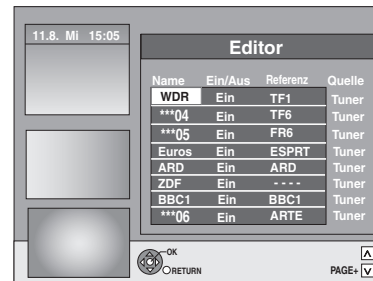 11.8. Mi 15:05
Editor
Name Ein/Aus Referenz Quelle
WDR Ein TF1 Tuner
***04 Ein TF6 Tuner
***05 Ein FR6 Tuner
Euros Ein ESPRT Tuner
ARD Ein ARD Tuner
ZDF Ein ---- Tuner
BBC1 Ein BBC1 Tuner
***06 Ein ARTE Tuner
OK
RETURN
PAGE+